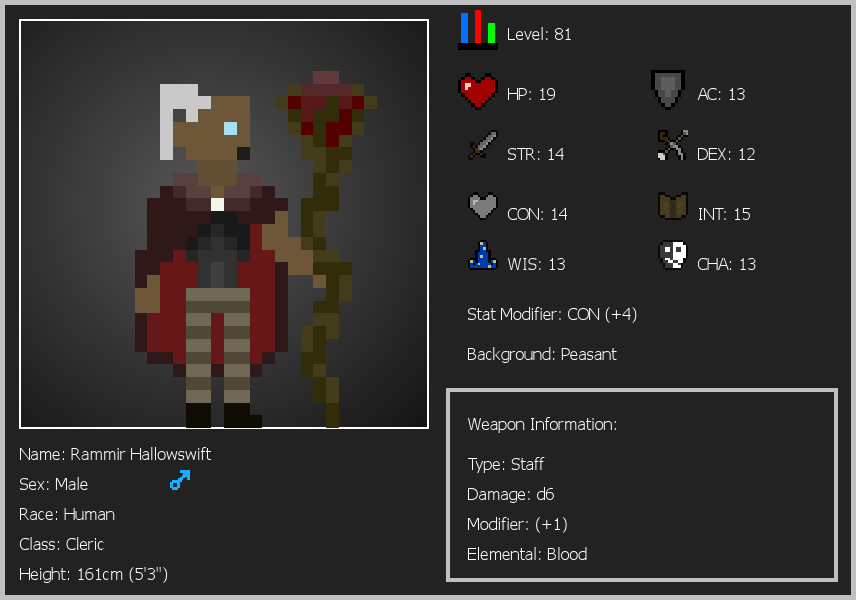 Level: 81
HP: 19
AC: 13
STR: 14
DEX: 12
CON: 14
INT: 15
WIS: 13
CHA: 13
Stat Modifier: CON (+4)
Background: Peasant
Weapon Information:
Type: Staff
Damage: d6
Modifier: (+1)
Elemental: Blood
Name: Rammir Hallowswift
Sex: Male
Race: Human
Class: Cleric
Height: 161cm (5'3")